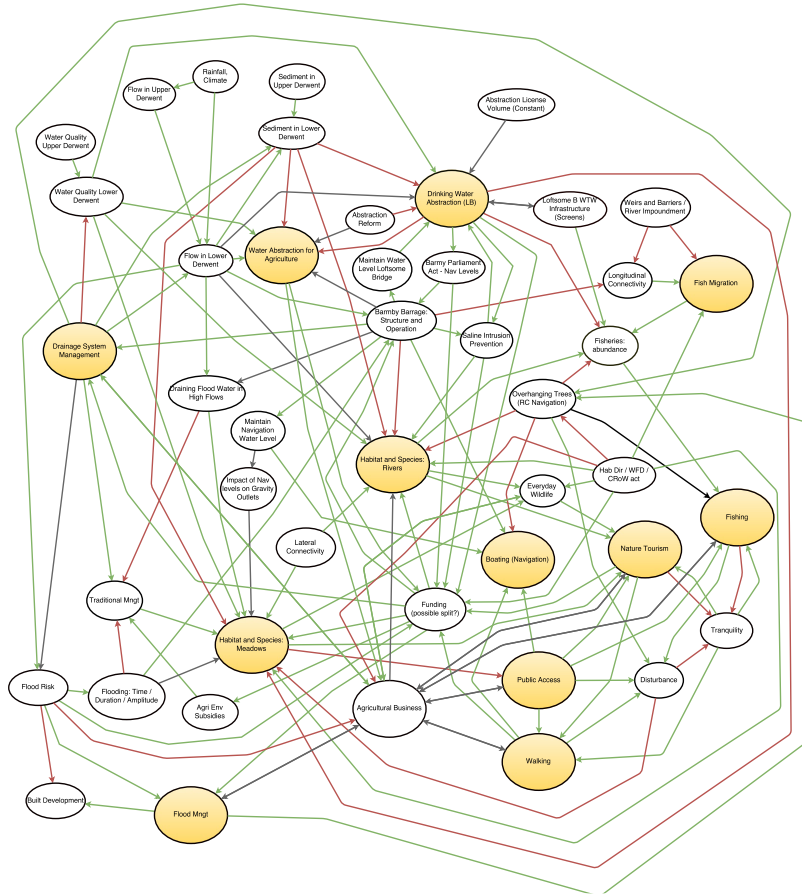 Rainfall,
Climate
Flow in Upper
Derwent
Sediment in
Upper Derwent
Abstraction License
Volume (Constant)
Sediment in Lower
Derwent
Water Quality
Upper Derwent
Water Quality Lower
Derwent
Drinking Water
Abstraction (LB)
Loftsome B WTW
Infrastructure
(Screens)
Weirs and Barriers /
River Impoundment
Abstraction
Reform
Flow in Lower
Derwent
Water Abstraction for
Agriculture
Maintain Water
Level Loftsome
Bridge
Barmy Parliament
Act - Nav Levels
Longitudinal
Connectivity
Fish Migration
Barmby Barrage:
Structure and
Operation
Saline Intrusion
Prevention
Fisheries:
abundance
Drainage System
Management
Draining Flood Water in
High Flows
Overhanging Trees
(RC Navigation)
Maintain
Navigation
Water Level
Habitat and Species:
Rivers
Hab Dir / WFD /
CRoW act
Impact of Nav
levels on Gravity
Outlets
Everyday
Wildlife
Fishing
Lateral
Connectivity
Boating (Navigation)
Nature Tourism
Traditional Mngt
Funding
(possible split?)
Tranquility
Habitat and Species:
Meadows
Flood Risk
Flooding: Time /
Duration / Amplitude
Agri Env
Subsidies
Agricultural Business
Public Access
Disturbance
Walking
Built Development
Flood Mngt